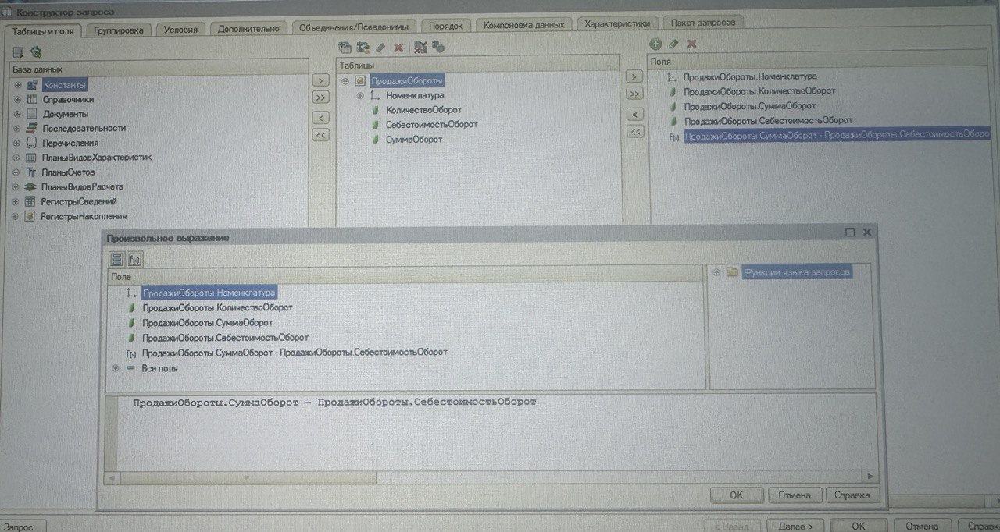 Конструктор запроса
Таблицы и поля
Группировка
Условия
Дополнительно
Объединения/Псевдонимы
Порядок
Компоновка данных
Характеристики
Пакет запросов
База данных
Константы
Справочники
Документы
Последовательности
Перечисления
ПланыВидовХарактеристик
ПланыСчетов
ПланыВидовРасчета
РегистрыСведений
РегистрыНакопления
>
>>
<
<<
Таблицы
ПродажиОбороты
Номенклатура
КоличествоОборот
СебестоимостьОборот
СуммаОборот
>
>>
<
<<
Поля
ПродажиОбороты.Номенклатура
ПродажиОбороты.КоличествоОборот
ПродажиОбороты.СуммаОборот
ПродажиОбороты.СебестоимостьОборот
f(-) ПродажиОбороты.СуммаОборот - ПродажиОбороты.СебестоимостьОборо
Произвольное выражение
f(-)
Поле
ПродажиОбороты.Номенклатура
ПродажиОбороты.КоличествоОборот
ПродажиОбороты.СуммаОборот
ПродажиОбороты.СебестоимостьОборот
f(-) ПродажиОбороты.СуммаОборот - ПродажиОбороты.СебестоимостьОборот
Все поля
Функции языка запросов
ПродажиОбороты.СуммаОборот - ПродажиОбороты.СебестоимостьОборот
OK
Отмена
Справка
Запрос
< Назад
Далее >
OK
Отмена
Справк